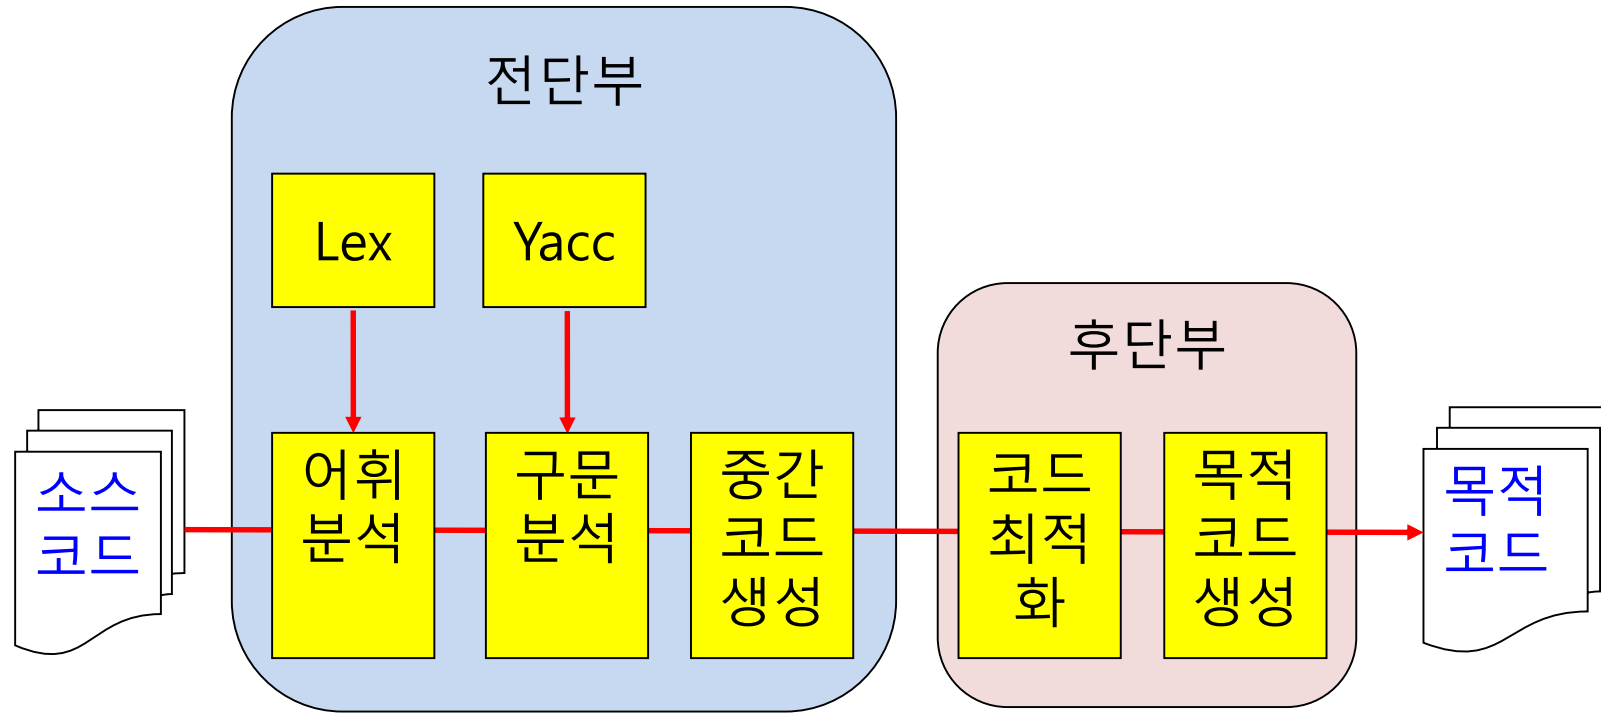 전단부
Lex
Yacc
후단부
소스
코드
어휘
분석
구문
분석
중간
코드
생성
코드
최적
화
목적
코드
생성
목적
코드